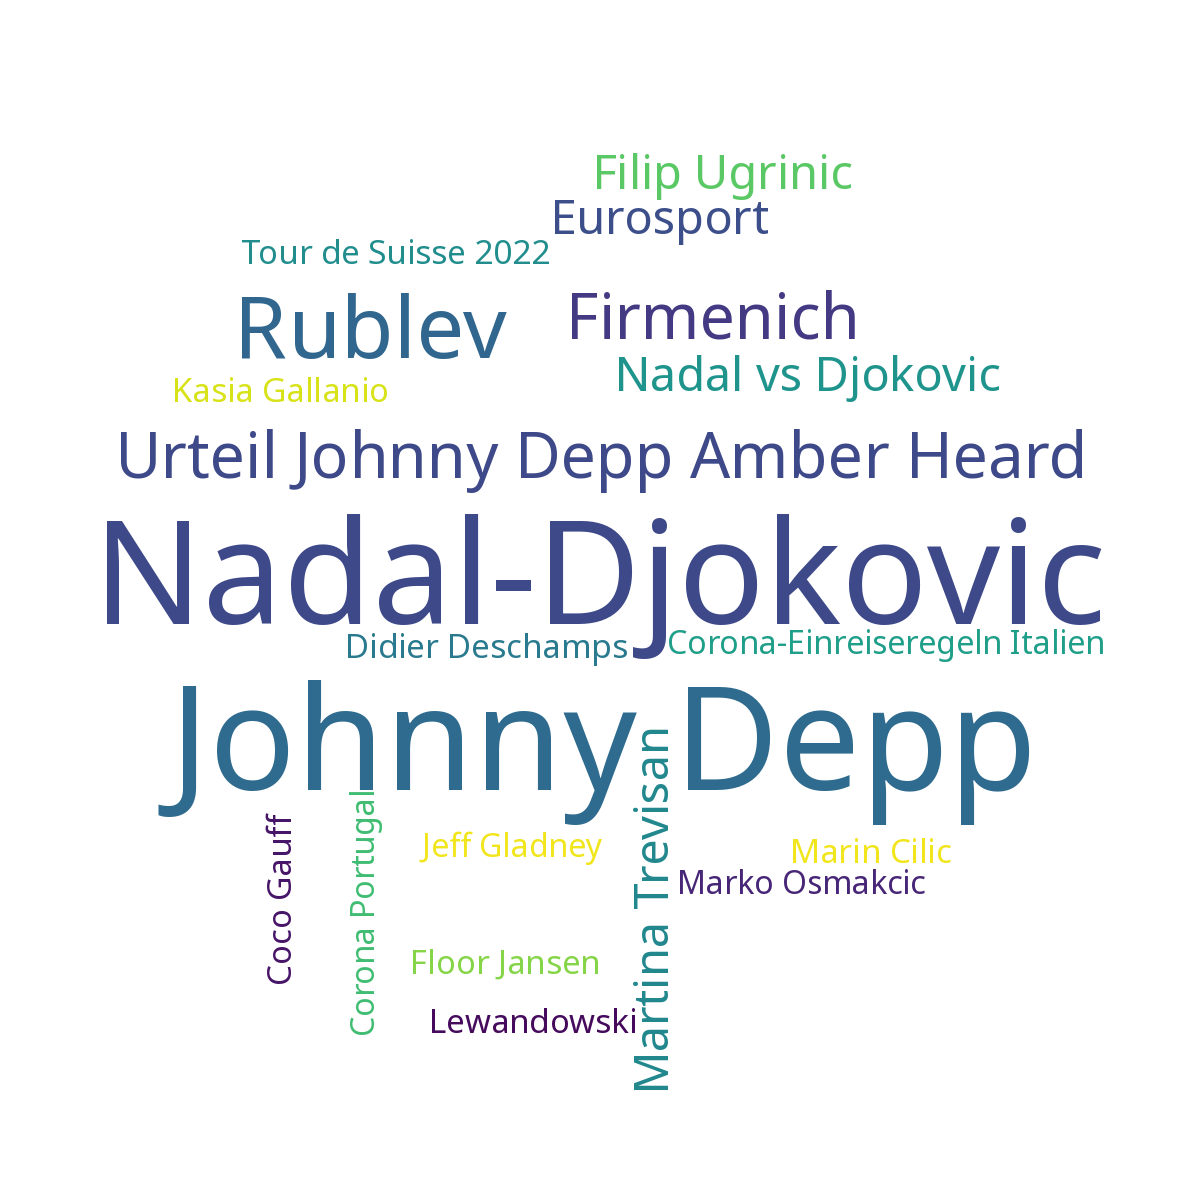 Filip Ugrinic
Eurosport
Tour de Suisse 2022
Rublev
Firmenich
Nadal vs Djokovic
Kasia Gallanio
Urteil Johnny Depp Amber Heard
Nadal-Djokovic
Didier Deschamps
Corona-Einreiseregeln Italien
Johnny Depp
Martina Trevisan
Coco Gauff
Corona Portugal
Jeff Gladney
Marin Cilic
Marko Osmakcic
Floor Jansen
Lewandowski